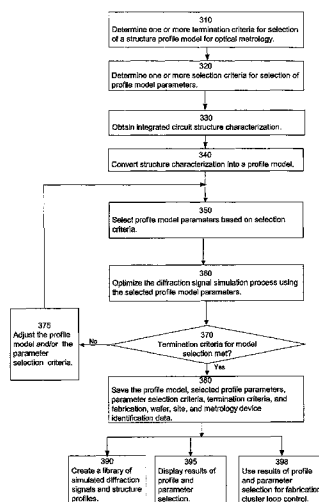 310
Determine one or more termination criteria for selection
of a structure profile model for optical metrology.
320
Determine one or more selection criteria for selection of
profile model parameters.
330
Obtain integrated circuit structure characterization.
340
Convert structure characterization into a profile model.
350
Select profile model parameters based on selection
criteria.
360
Optimize the diffraction signal simulation process using
the selected profile model parameters.
375
Adjust the profile
model and/or the
parameter
selection criteria.
No
370
Termination criteria for model
selection met?
Yes
380
Save the profile model, selected profile parameters,
parameter selection criteria, termination criteria, and
fabrication, wafer, site, and metrology device
identification data.
390
Create a library of
simulated diffraction
signals and structure
profiles.
395
Display results of
profile and
parameter
selection.
398
Use results of profile
and parameter
selection for fabrication
cluster loop control.